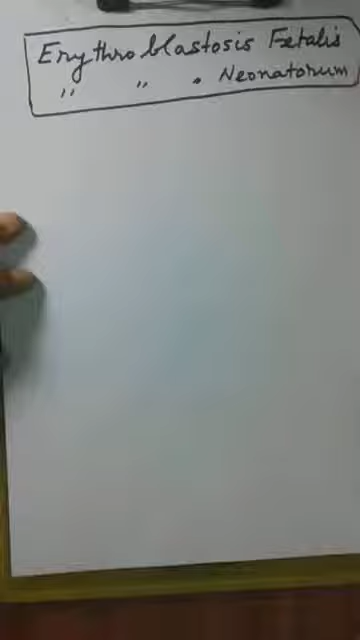 Erythroblastosis Fetalis
" " . Neonatorum